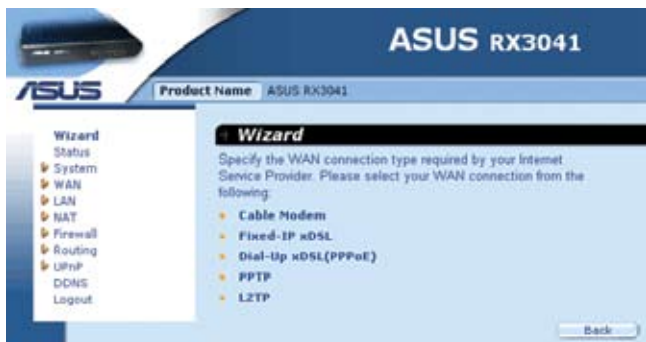 ASUS RX3041
ASUS
Product Name ASUS RX3041
Wizard
Status
System
WAN
LAN
NAT
Firewall
Routing
UPnP
DDNS
Logout
Wizard
Specify the WAN connection type required by your Internet
Service Provider. Please select your WAN connection from the
following:
Cable Modem
Fixed-IP xDSL
Dial-Up xDSL(PPPoE)
PPTP
L2TP
Back